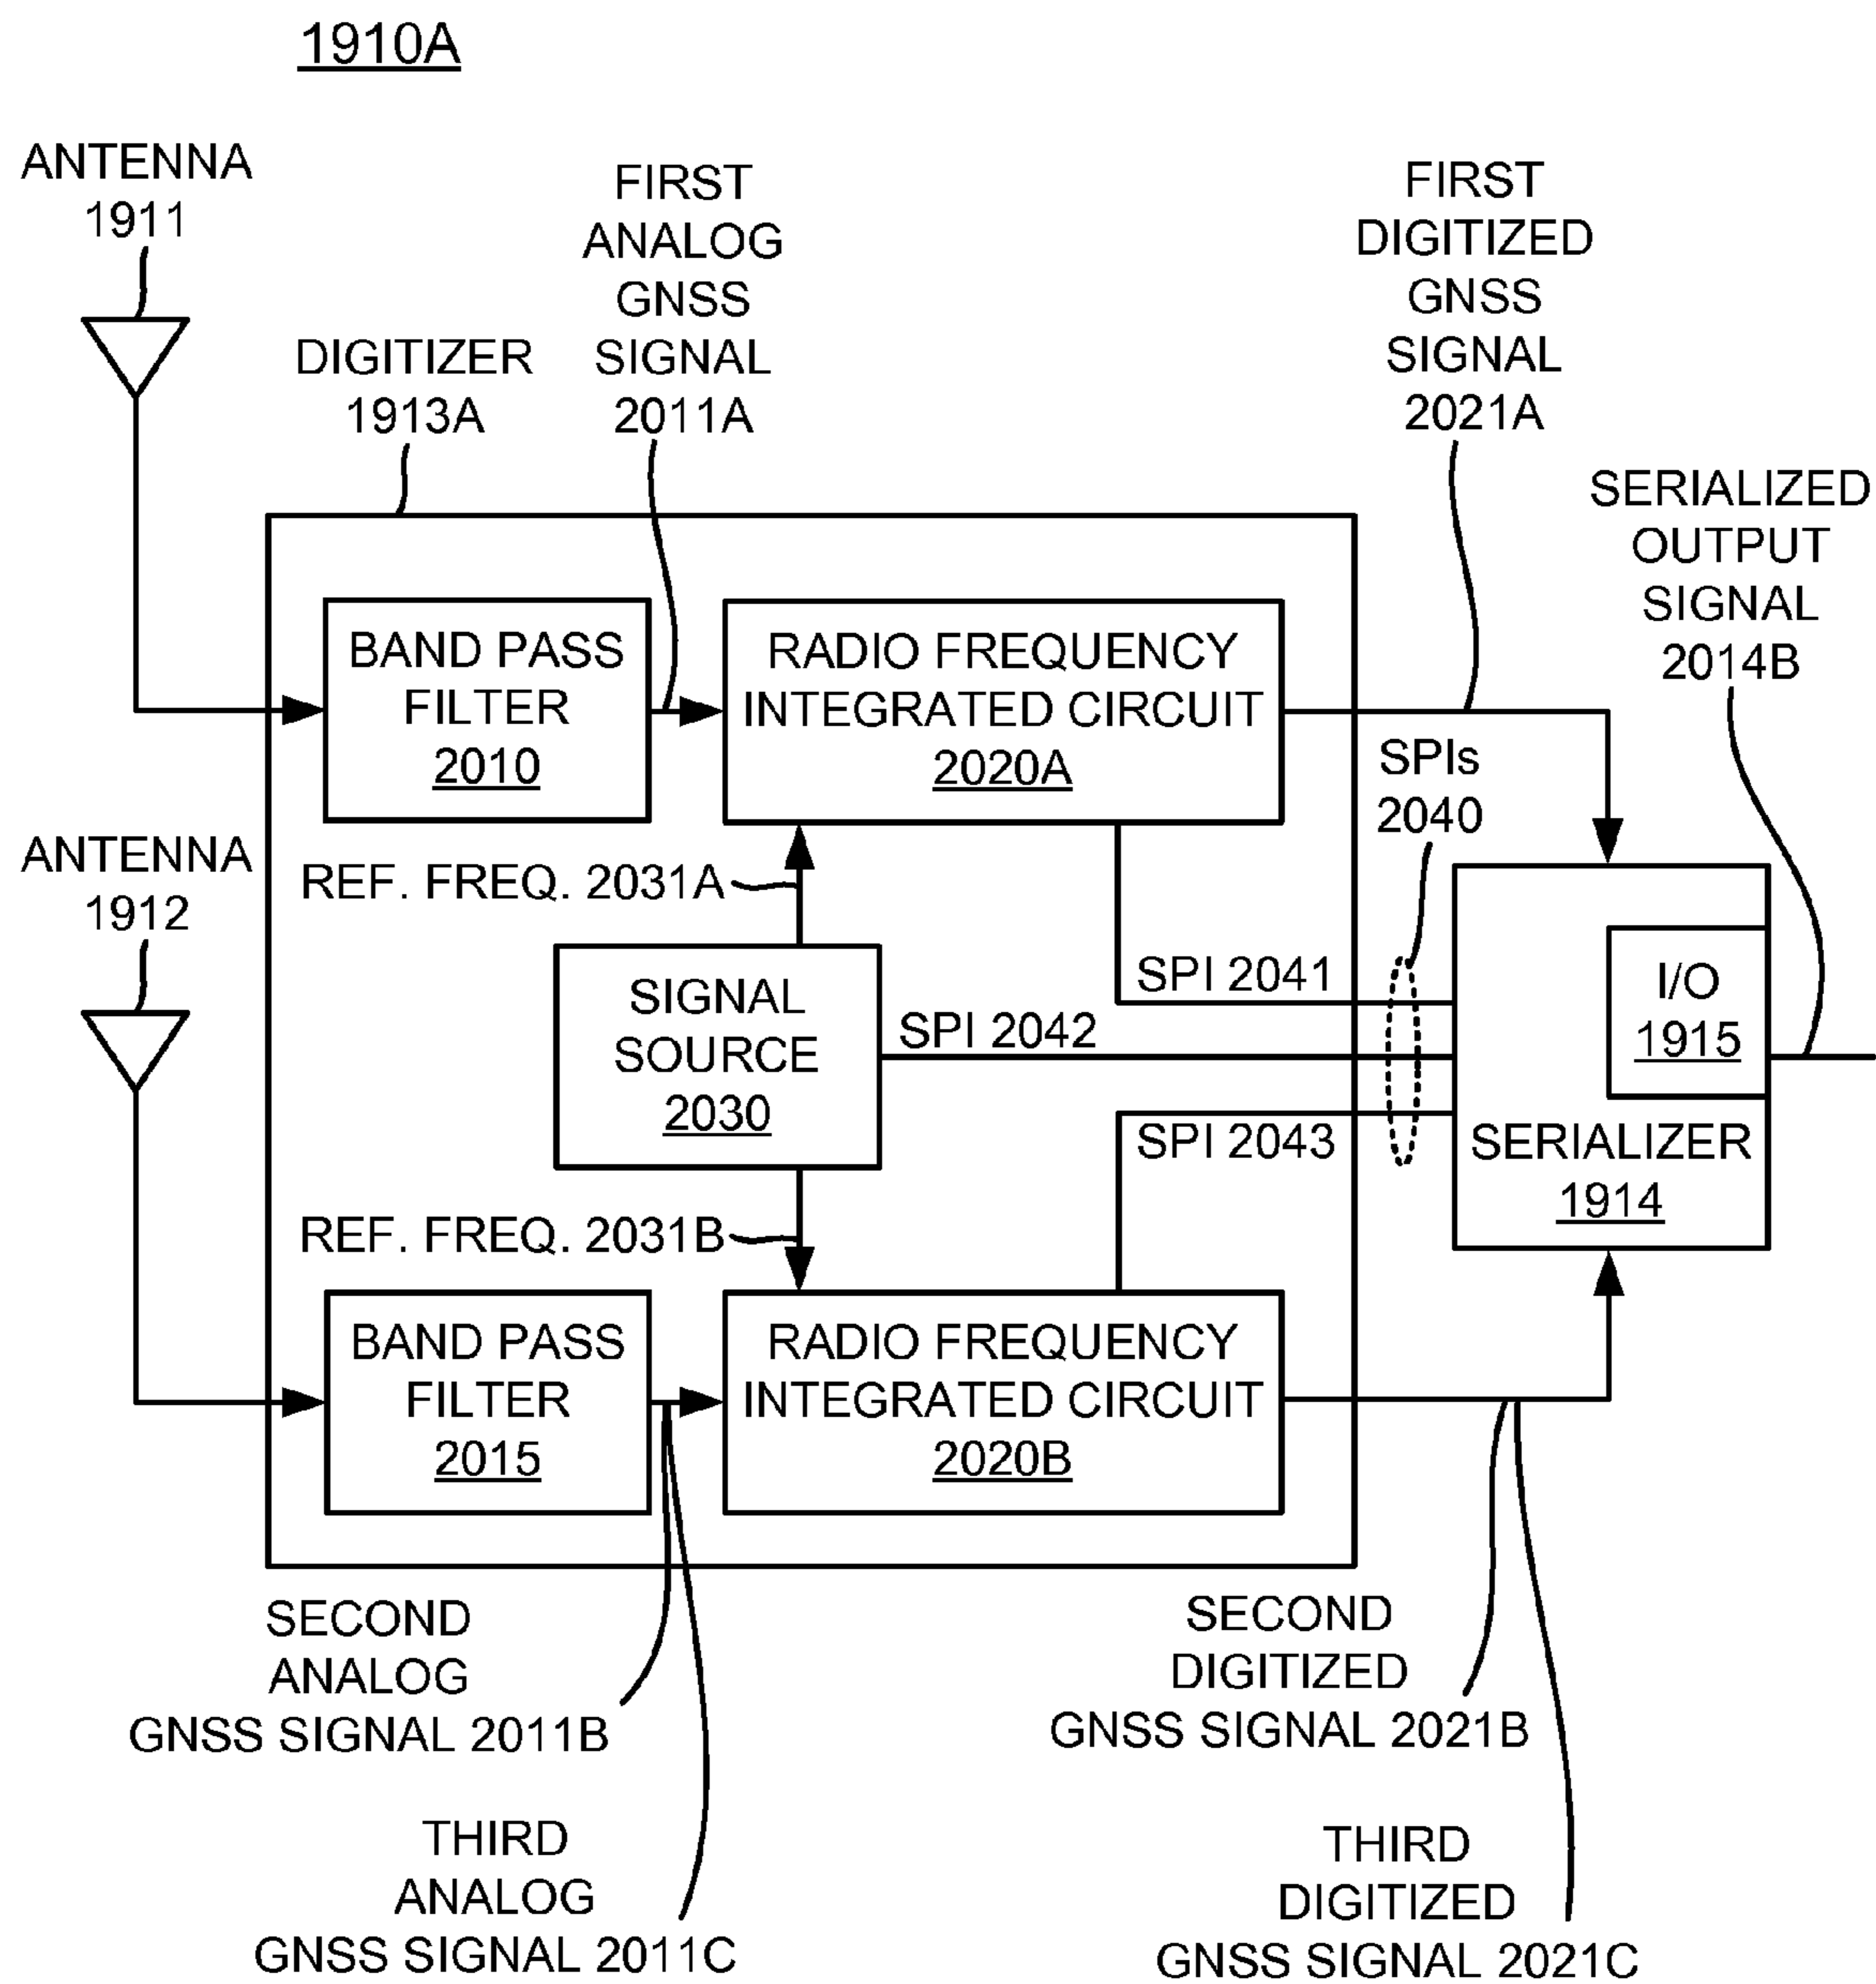 1910A
ANTENNA
1911
FIRST
ANALOG
GNSS
SIGNAL
2011A
FIRST
DIGITIZED
GNSS
SIGNAL
2021A
DIGITIZER
1913A
SERIALIZED
OUTPUT
SIGNAL
2014B
BAND PASS
FILTER
2010
RADIO FREQUENCY
INTEGRATED CIRCUIT
2020A
SPIs
2040
ANTENNA
1912
REF. FREQ. 2031A
SIGNAL
SOURCE
2030
SPI 2041
SPI 2042
SPI 2043
I/O
1915
SERIALIZER
1914
REF. FREQ. 2031B
BAND PASS
FILTER
2015
RADIO FREQUENCY
INTEGRATED CIRCUIT
2020B
SECOND
ANALOG
GNSS SIGNAL 2011B
SECOND
DIGITIZED
GNSS SIGNAL 2021B
THIRD
ANALOG
GNSS SIGNAL 2011C
THIRD
DIGITIZED
GNSS SIGNAL 2021C